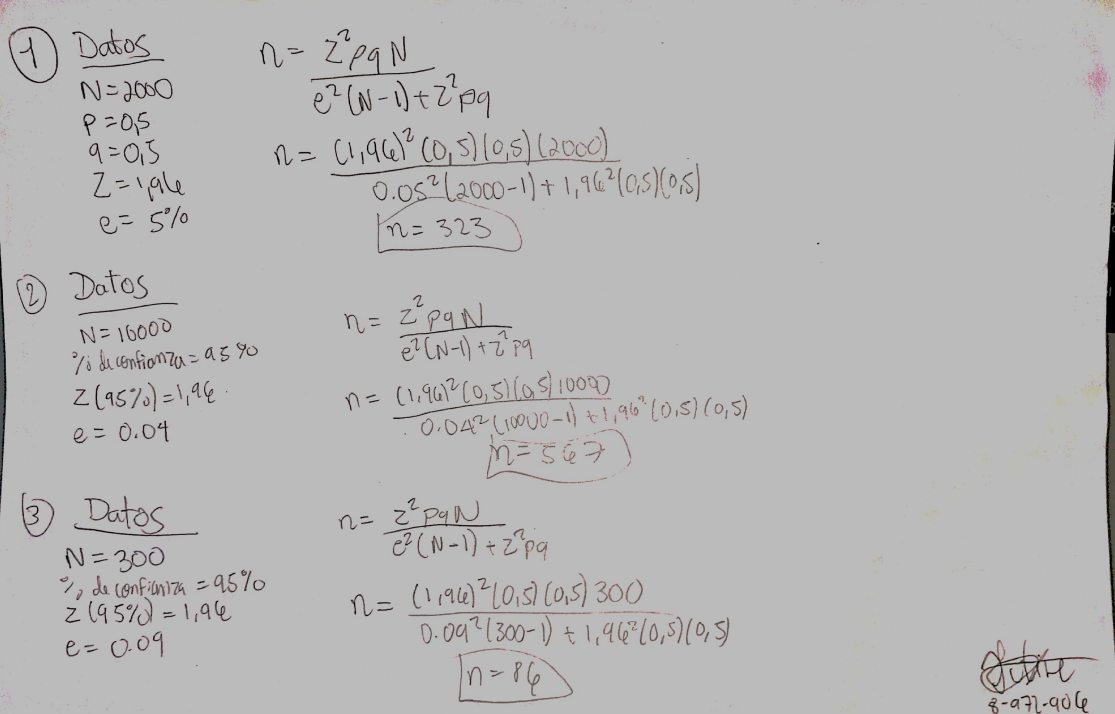 1 Datos
N=2000
P=0,5
q=0,5
Z=1,96
e= 5%
n= Z²pqN
e²(N-1)+Z²pq
n= (1,96)²(0,5)(0,5)(2000)
0.05²(2000-1)+1,96²(0,5)(0,5)
n= 323
2 Datos
N=10000
% de confianza=95%
Z(95%)=1,96
e=0.04
n= Z²pqN
e²(N-1)+Z²pq
n= (1,96)²(0,5)(0,5)10000
0.04²(10000-1)+1,96²(0,5)(0,5)
n=567
3 Datos
N=300
% de confianza=95%
Z(95%)=1,96
e=0.09
n= Z²pqN
e²(N-1)+Z²pq
n= (1,96)²(0,5)(0,5)300
0.09²(300-1)+1,96²(0,5)(0,5)
n=86
8-972-906